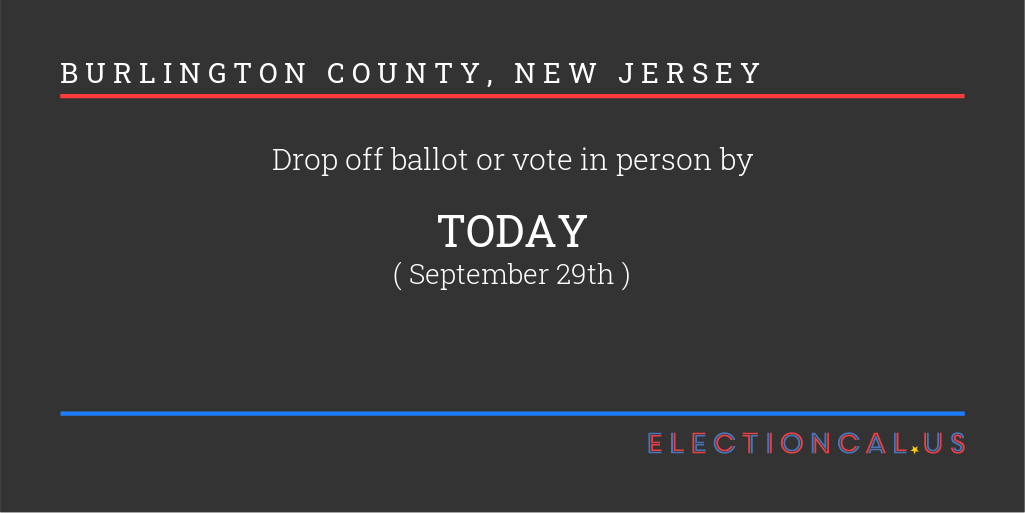 BURLINGTON COUNTY, NEW JERSEY
Drop off ballot or vote in person by
TODAY
( September 29th )
ELECTIONCAL.US